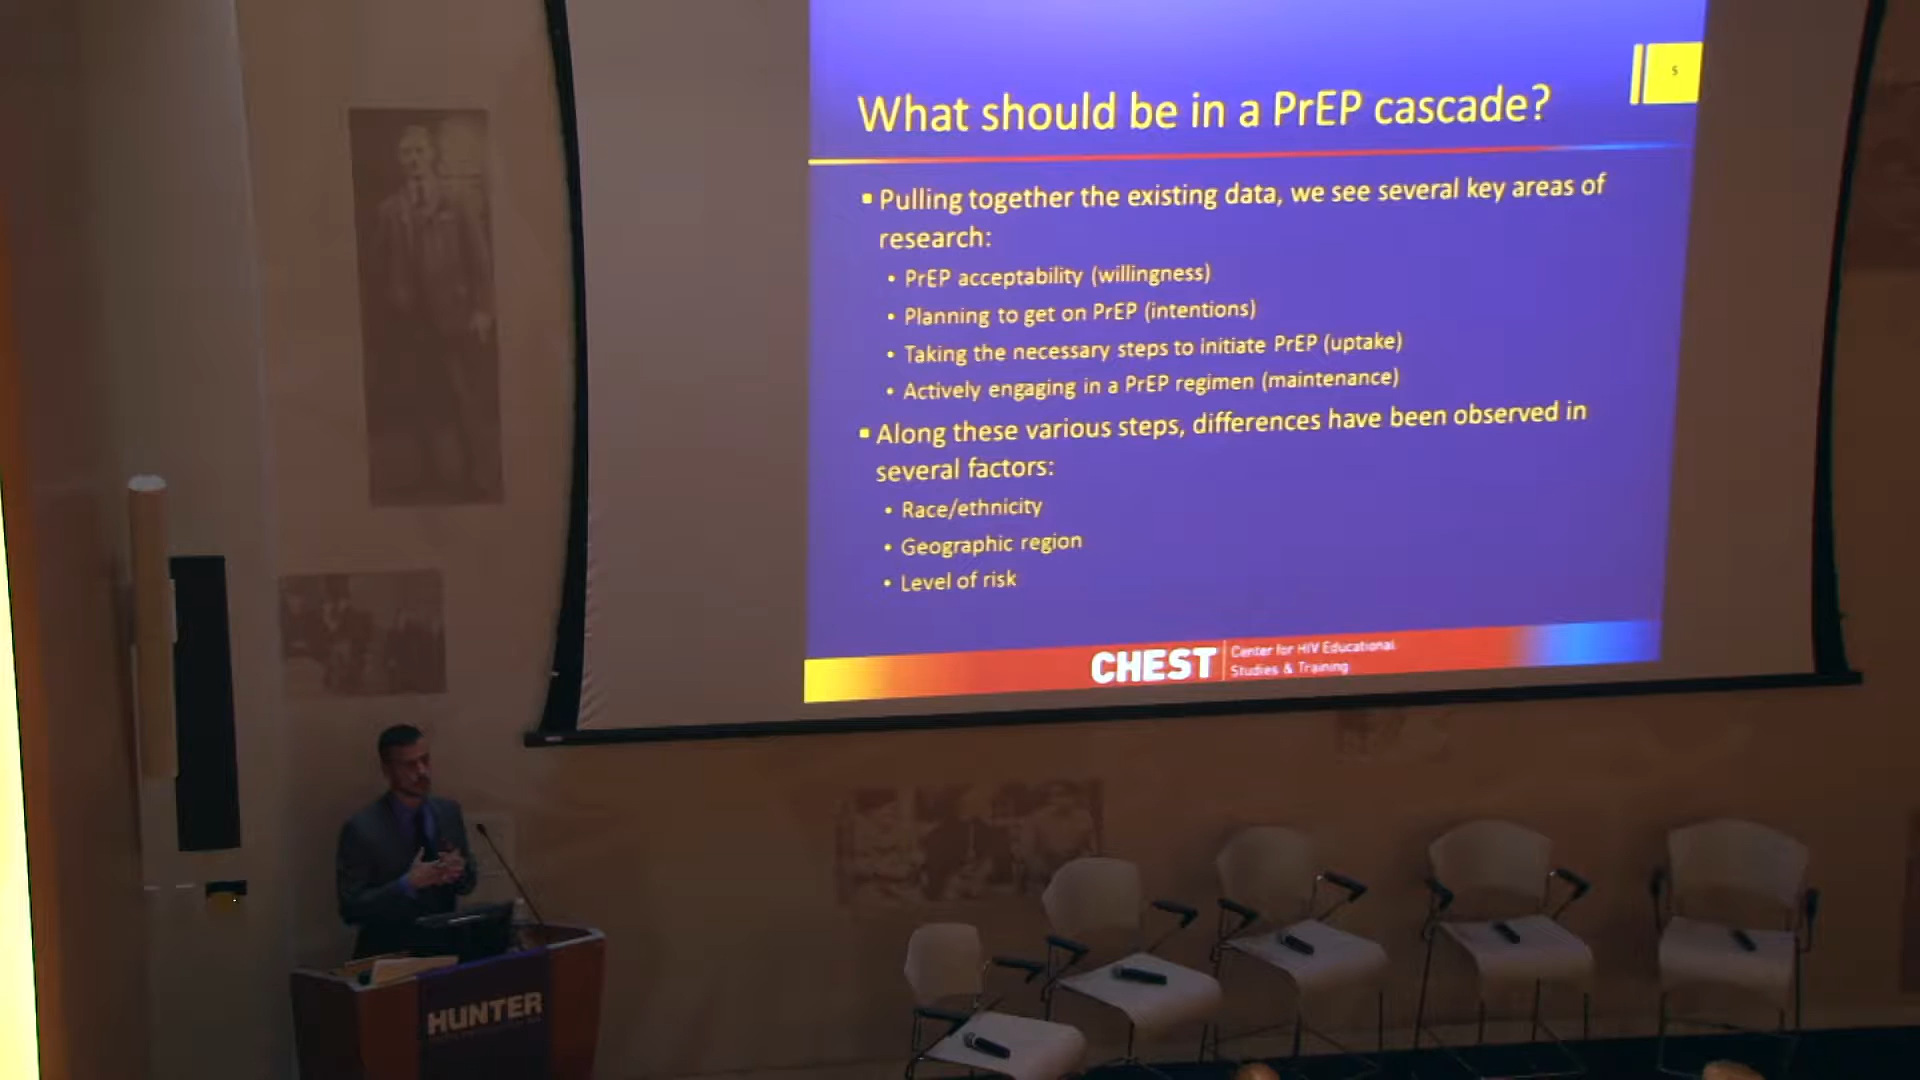 5
What should be in a PrEP cascade?
▪ Pulling together the existing data, we see several key areas of
research:
• PrEP acceptability (willingness)
• Planning to get on PrEP (intentions)
• Taking the necessary steps to initiate PrEP (uptake)
• Actively engaging in a PrEP regimen (maintenance)
▪ Along these various steps, differences have been observed in
several factors:
• Race/ethnicity
• Geographic region
• Level of risk
CHEST
Center for HIV Educational
Studies & Training
HUNTER